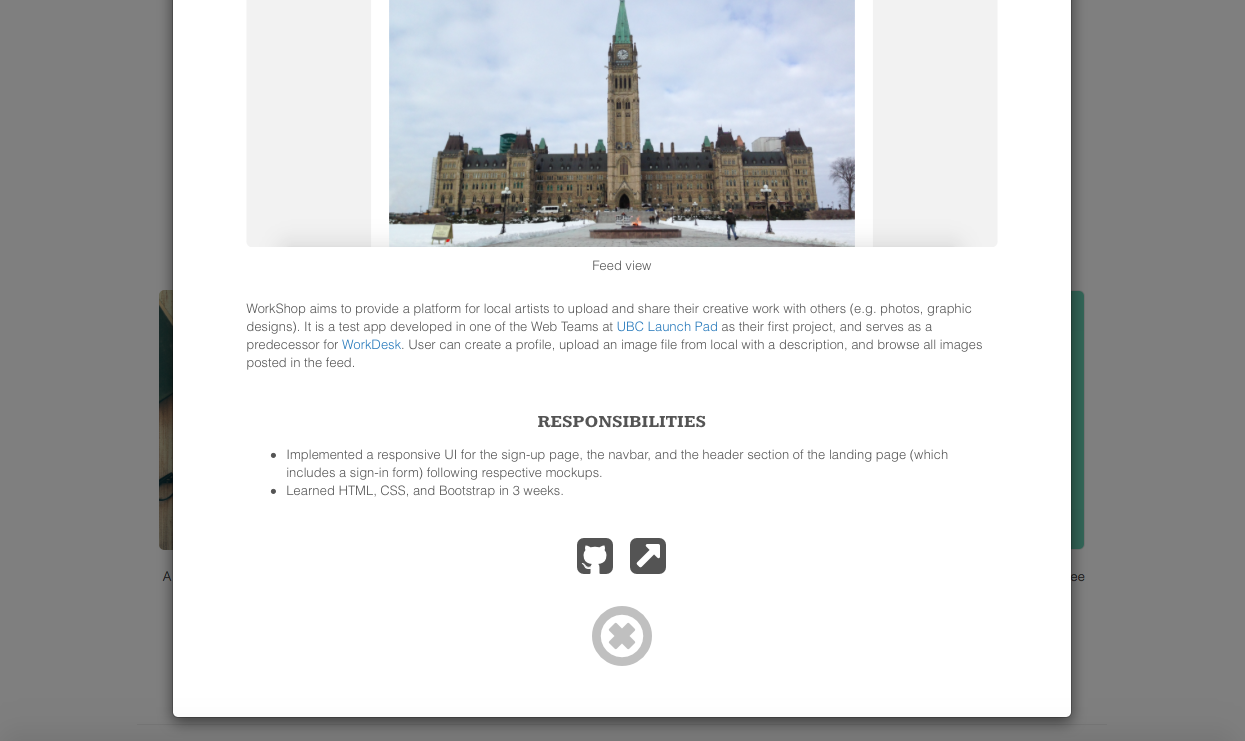 Feed view
WorkShop aims to provide a platform for local artists to upload and share their creative work with others (e.g. photos, graphic
designs). It is a test app developed in one of the Web Teams at UBC Launch Pad as their first project, and serves as a
predecessor for WorkDesk. User can create a profile, upload an image file from local with a description, and browse all images
posted in the feed.
RESPONSIBILITIES
Implemented a responsive UI for the sign-up page, the navbar, and the header section of the landing page (which
includes a sign-in form) following respective mockups.
Learned HTML, CSS, and Bootstrap in 3 weeks.